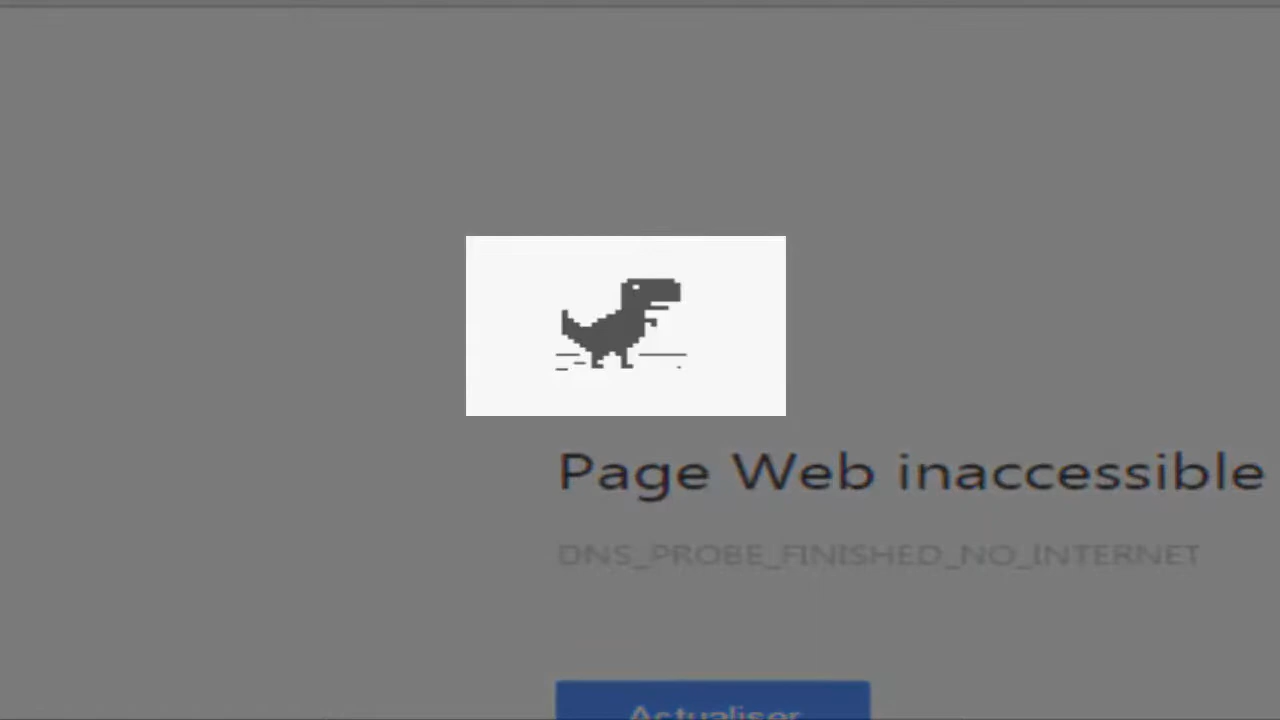 Page Web inaccessible
DNS_PROBE_FINISHED_NO_INTERNET
Actualiser